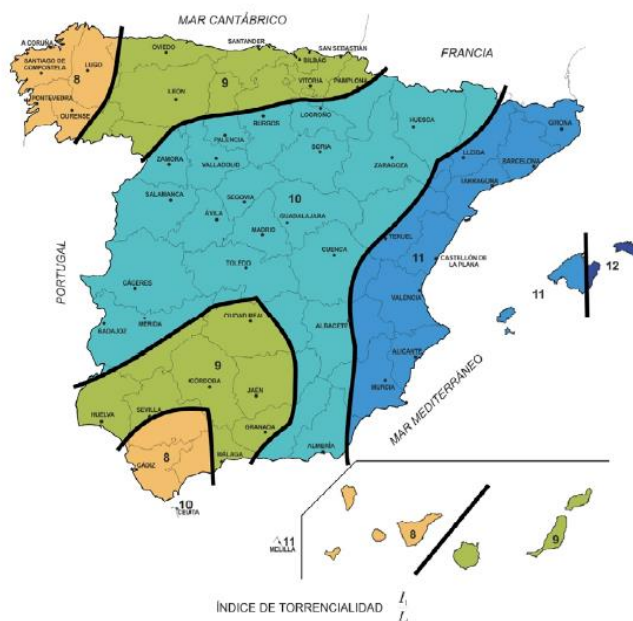 MAR CANTÁBRICO
A CORUÑA
LUGO
SANTIAGO DE
COMPOSTELA
8
PONTEVEDRA
OURENSE
OVIEDO
SANTANDER
SAN SEBASTIÁN
BILBAO
FRANCIA
9
VITORIA
PAMPLONA
LEÓN
BURGOS
LOGROÑO
HUESCA
GIRONA
PALENCIA
ZAMORA
VALLADOLID
SORIA
ZARAGOZA
LLEIDA
BARCELONA
TARRAGONA
SALAMANCA
SEGOVIA
10
ÁVILA
GUADALAJARA
MADRID
TERUEL
CUENCA
11
CASTELLÓN DE
LA PLANA
12
11
PORTUGAL
TOLEDO
CÁCERES
VALENCIA
MÉRIDA
BADAJOZ
CIUDAD REAL
ALBACETE
ALICANTE
MAR MEDITERRÁNEO
9
CÓRDOBA
JAÉN
MURCIA
HUELVA
SEVILLA
GRANADA
8
CÁDIZ
MÁLAGA
ALMERÍA
10
CEUTA
11
MELILLA
8
9
ÍNDICE DE TORRENCIALIDAD